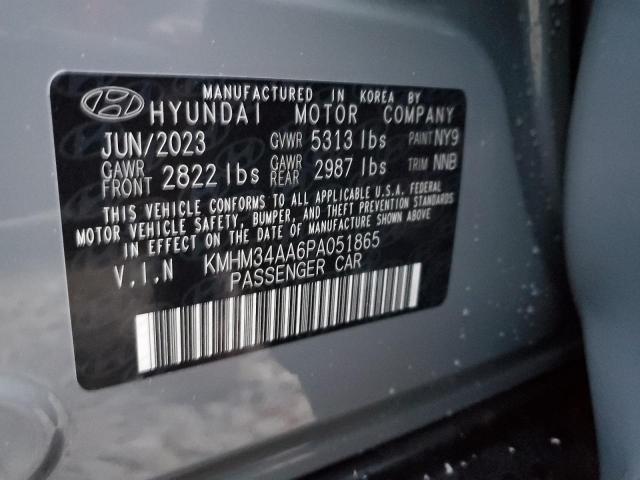 MANUFACTURED IN KOREA BY
HYUNDAI MOTOR COMPANY
JUN/2023 GVWR 5313 lbs PAINT NY9
GAWR FRONT 2822 lbs GAWR REAR 2987 lbs TRIM NNB
THIS VEHICLE CONFORMS TO ALL APPLICABLE U.S.A. FEDERAL
MOTOR VEHICLE SAFETY, BUMPER, AND THEFT PREVENTION STANDARDS
IN EFFECT ON THE DATE OF MANUFACTURE SHOWN ABOVE
V.I.N KMHM34AA6PA051865
PASSENGER CAR